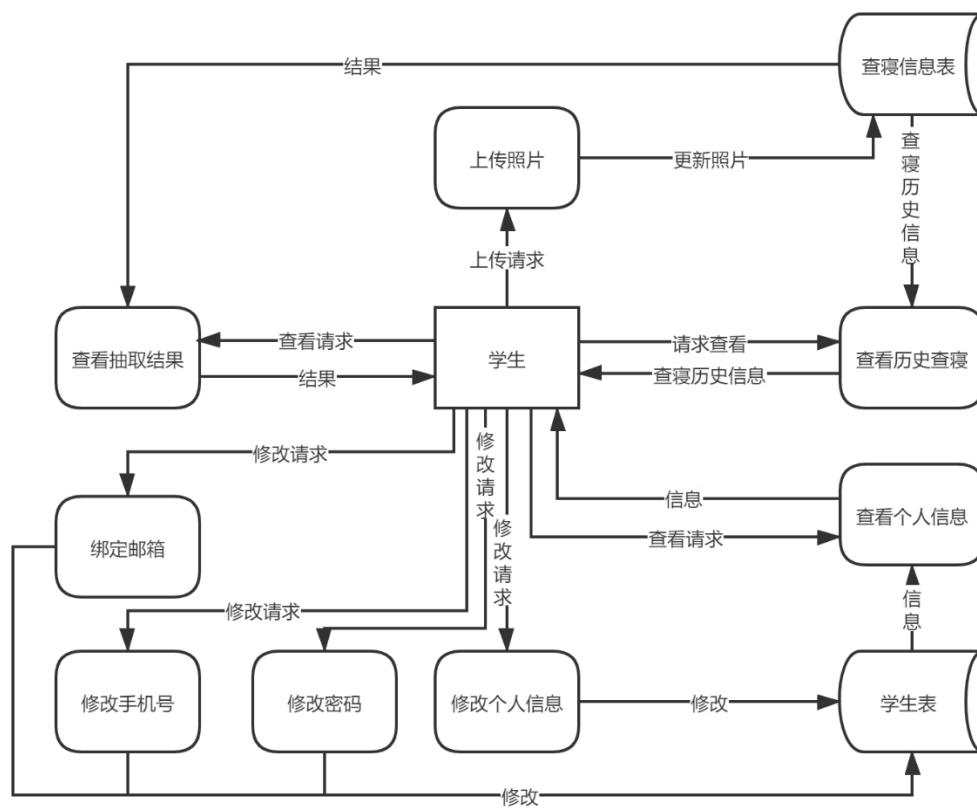 结果
查寝信息表
上传照片
更新照片
查寝历史信息
上传请求
查看抽取结果
查看请求
结果
学生
请求查看
查寝历史信息
查看历史查寝
修改请求
修改请求
修改请求
信息
查看个人信息
查看请求
绑定邮箱
修改请求
信息
修改手机号
修改密码
修改个人信息
修改
学生表
修改